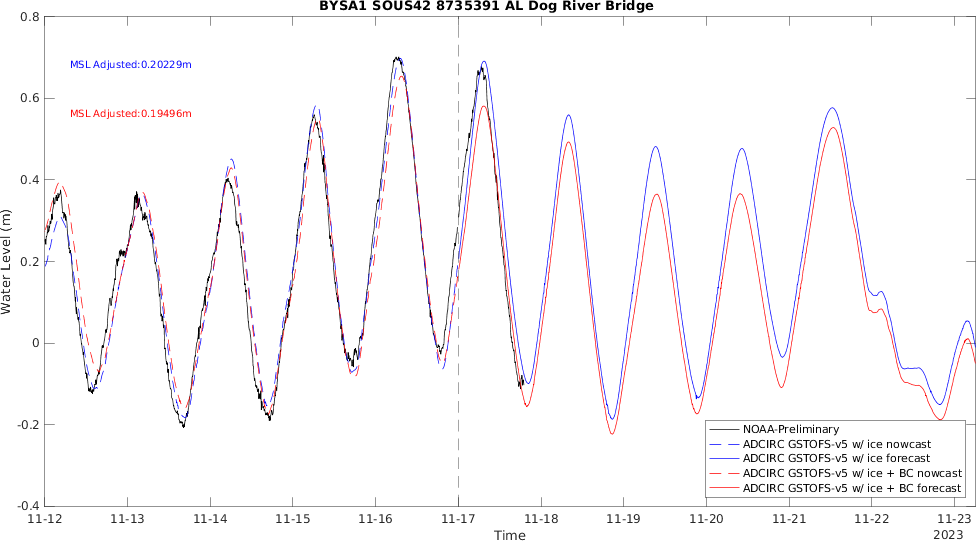 BYSA1 SOUS42 8735391 AL Dog River Bridge
0.8
MSL Adjusted:0.20229m
0.6
MSL Adjusted:0.19496m
0.4
0.2
0
-0.2
-0.4
Water Level (m)
NOAA-Preliminary
ADCIRC GSTOFS-v5 w/ ice nowcast
ADCIRC GSTOFS-v5 w/ ice forecast
ADCIRC GSTOFS-v5 w/ ice + BC nowcast
ADCIRC GSTOFS-v5 w/ ice + BC forecast
11-12 11-13 11-14 11-15 11-16 11-17 11-18 11-19 11-20 11-21 11-22 11-23
Time
2023